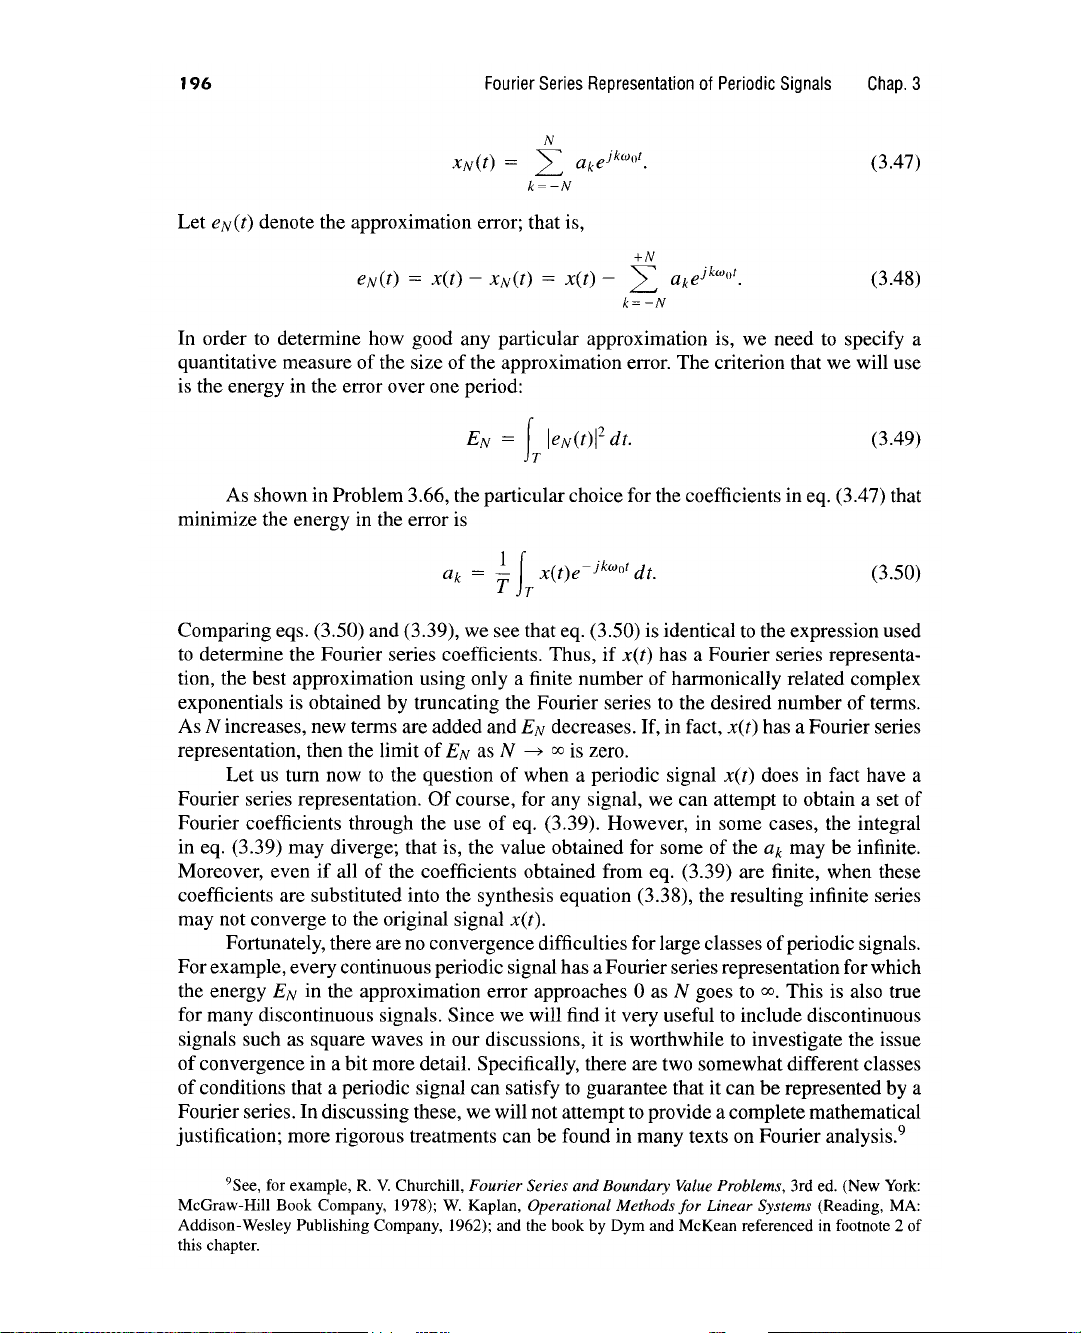 196 Fourier Series Representation of Periodic Signals Chap. 3
x_N(t) = \sum_{k=-N}^{N} a_k e^{jkω_0t}. (3.47)
Let e_N(t) denote the approximation error; that is,
e_N(t) = x(t) − x_N(t) = x(t) − \sum_{k=-N}^{+N} a_k e^{jkω_0t}. (3.48)
In order to determine how good any particular approximation is, we need to specify a
quantitative measure of the size of the approximation error. The criterion that we will use
is the energy in the error over one period:
E_N = \int_T |e_N(t)|^2 dt. (3.49)
As shown in Problem 3.66, the particular choice for the coefficients in eq. (3.47) that
minimize the energy in the error is
a_k = \frac{1}{T} \int_T x(t)e^{-jkω_0t} dt. (3.50)
Comparing eqs. (3.50) and (3.39), we see that eq. (3.50) is identical to the expression used
to determine the Fourier series coefficients. Thus, if x(t) has a Fourier series representa-
tion, the best approximation using only a finite number of harmonically related complex
exponentials is obtained by truncating the Fourier series to the desired number of terms.
As N increases, new terms are added and E_N decreases. If, in fact, x(t) has a Fourier series
representation, then the limit of E_N as N → ∞ is zero.
Let us turn now to the question of when a periodic signal x(t) does in fact have a
Fourier series representation. Of course, for any signal, we can attempt to obtain a set of
Fourier coefficients through the use of eq. (3.39). However, in some cases, the integral
in eq. (3.39) may diverge; that is, the value obtained for some of the a_k may be infinite.
Moreover, even if all of the coefficients obtained from eq. (3.39) are finite, when these
coefficients are substituted into the synthesis equation (3.38), the resulting infinite series
may not converge to the original signal x(t).
Fortunately, there are no convergence difficulties for large classes of periodic signals.
For example, every continuous periodic signal has a Fourier series representation for which
the energy E_N in the approximation error approaches 0 as N goes to ∞. This is also true
for many discontinuous signals. Since we will find it very useful to include discontinuous
signals such as square waves in our discussions, it is worthwhile to investigate the issue
of convergence in a bit more detail. Specifically, there are two somewhat different classes
of conditions that a periodic signal can satisfy to guarantee that it can be represented by a
Fourier series. In discussing these, we will not attempt to provide a complete mathematical
justification; more rigorous treatments can be found in many texts on Fourier analysis.⁹
⁹See, for example, R. V. Churchill, Fourier Series and Boundary Value Problems, 3rd ed. (New York:
McGraw-Hill Book Company, 1978); W. Kaplan, Operational Methods for Linear Systems (Reading, MA:
Addison-Wesley Publishing Company, 1962); and the book by Dym and McKean referenced in footnote 2 of
this chapter.